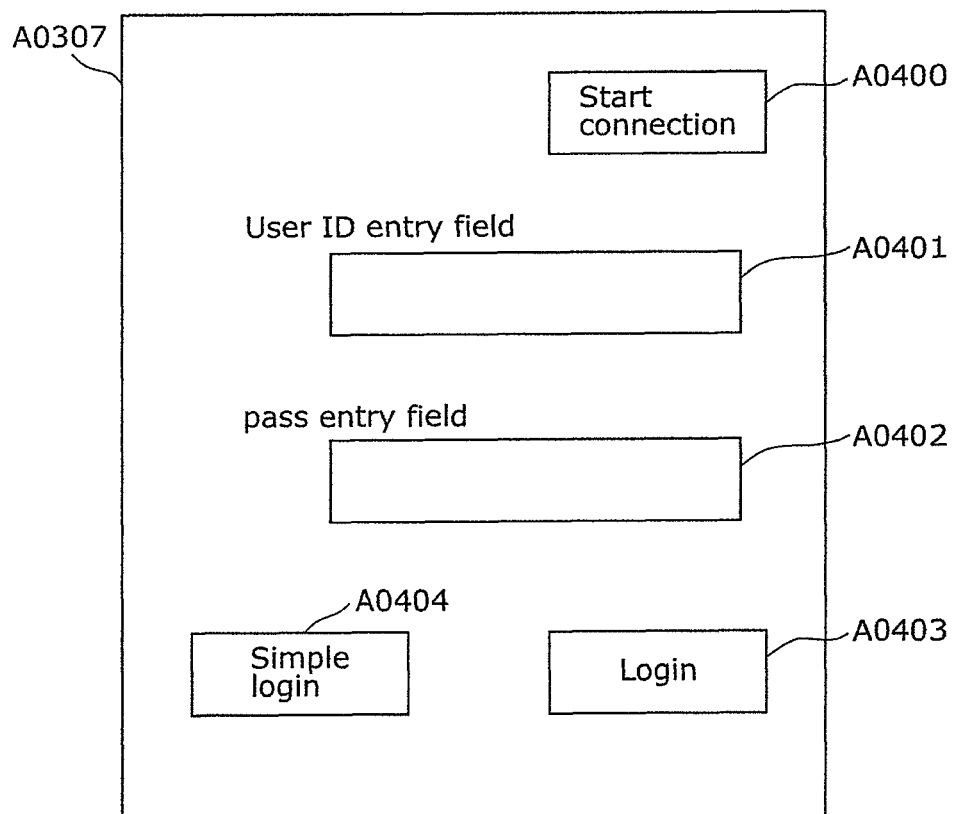 A0307
A0400
Start
connection
User ID entry field
A0401
pass entry field
A0402
A0404
A0403
Simple
login
Login